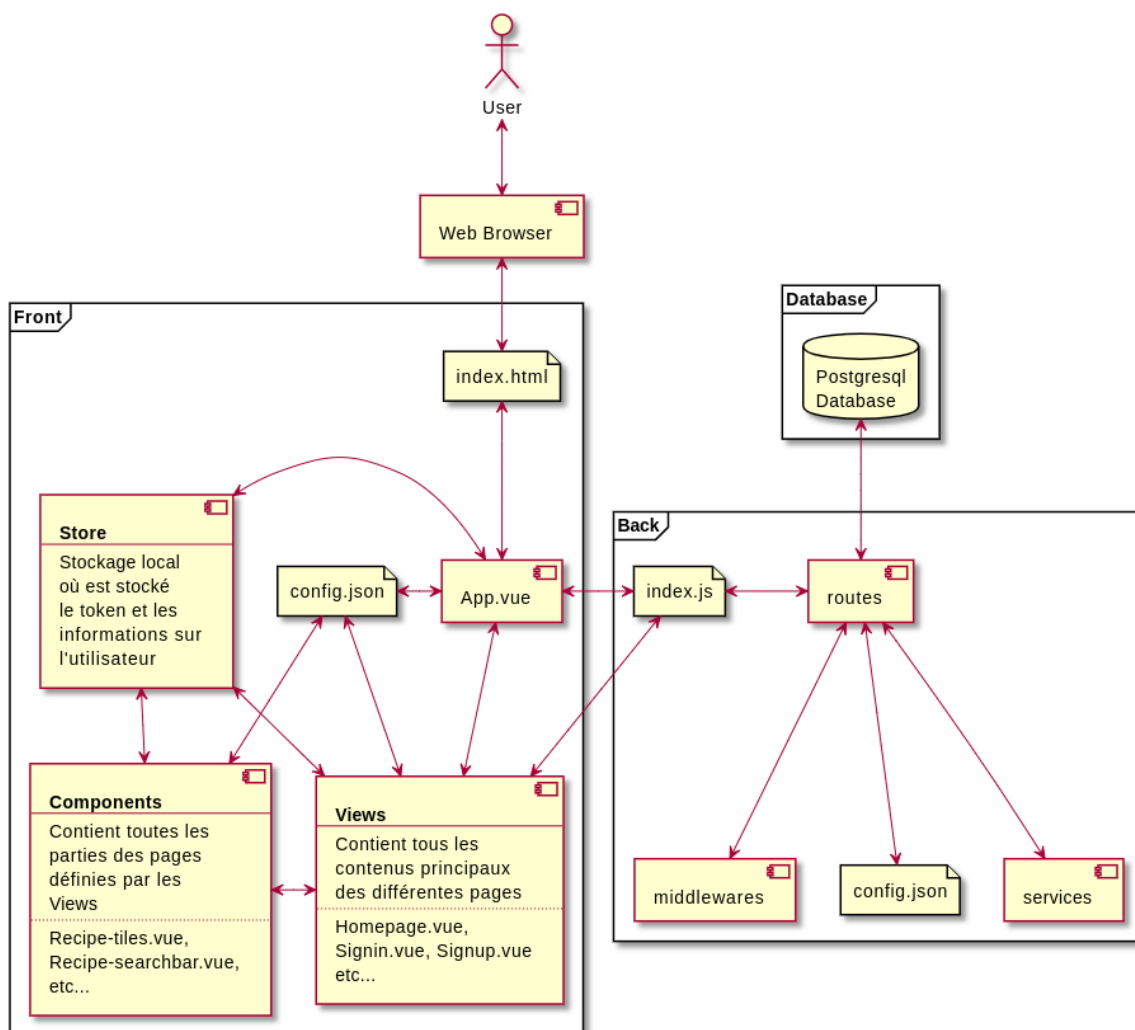 User
Web Browser
Front
index.html
Database
Postgresql
Database
Store
Stockage local
où est stocké
le token et les
informations sur
l'utilisateur
config.json
App.vue
Back
index.js
routes
Components
Contient toutes les
parties des pages
définies par les
Views
Recipe-tiles.vue,
Recipe-searchbar.vue,
etc...
Views
Contient tous les
contenus principaux
des différentes pages
Homepage.vue,
Signin.vue, Signup.vue
etc...
middlewares
config.json
services